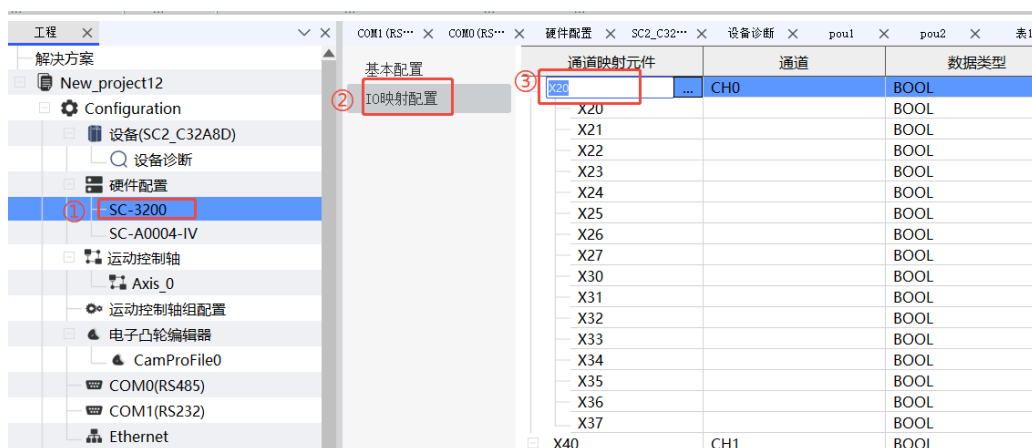 工程
COM1(RS···
COM0(RS···
硬件配置
SC2_C32···
设备诊断
pou1
pou2
表1
解决方案
New_project12
Configuration
设备(SC2_C32A8D)
设备诊断
硬件配置
① SC-3200
SC-A0004-IV
运动控制轴
Axis_0
运动控制轴组配置
电子凸轮编辑器
CamProFile0
COM0(RS485)
COM1(RS232)
Ethernet
基本配置
② IO映射配置
通道映射元件 通道 数据类型
③ X20 ... CH0 BOOL
X20 BOOL
X21 BOOL
X22 BOOL
X23 BOOL
X24 BOOL
X25 BOOL
X26 BOOL
X27 BOOL
X30 BOOL
X31 BOOL
X32 BOOL
X33 BOOL
X34 BOOL
X35 BOOL
X36 BOOL
X37 BOOL
X40 CH1 BOOL